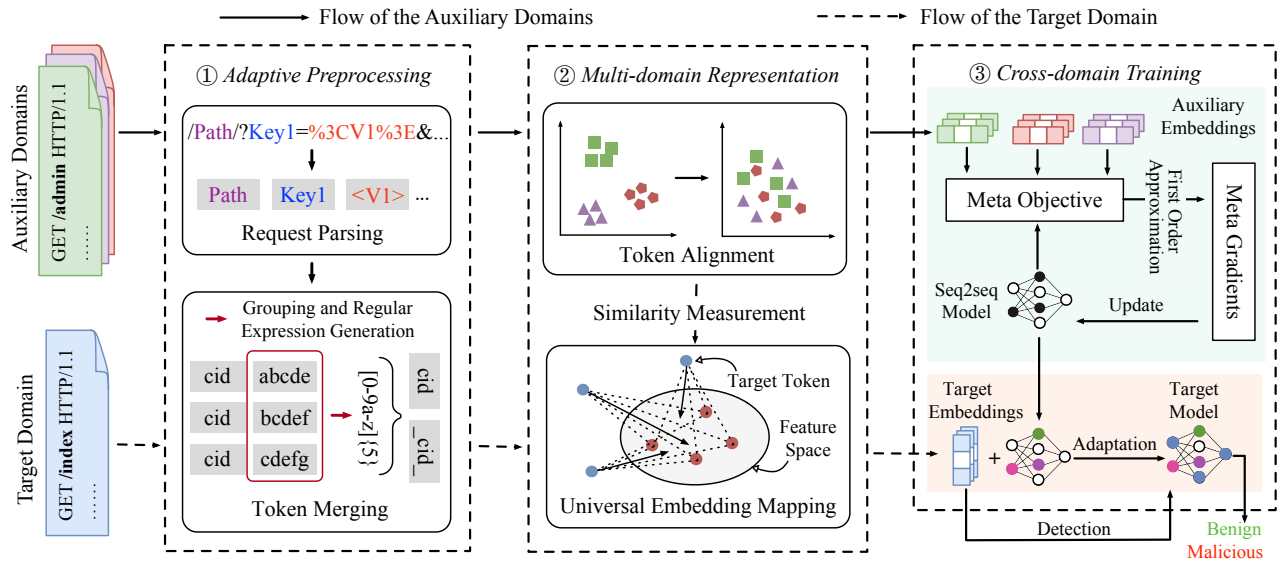 Flow of the Auxiliary Domains
Flow of the Target Domain
Auxiliary Domains
GET /admin HTTP/1.1
......
Target Domain
GET /index HTTP/1.1
......
① Adaptive Preprocessing
/Path/?Key1=%3CV1%3E&...
Path
Key1
<V1>
...
Request Parsing
Grouping and Regular
Expression Generation
cid
abcde
cid
bcdef
cid
cdefg
[0-9a-z]{5}
cid
_cid_
Token Merging
② Multi-domain Representation
Token Alignment
Similarity Measurement
Target Token
Feature
Space
Universal Embedding Mapping
③ Cross-domain Training
Auxiliary
Embeddings
Meta Objective
First Order
Approximation
Meta Gradients
Seq2seq
Model
Update
Target
Embeddings
+
Adaptation
Target
Model
Detection
Benign
Malicious